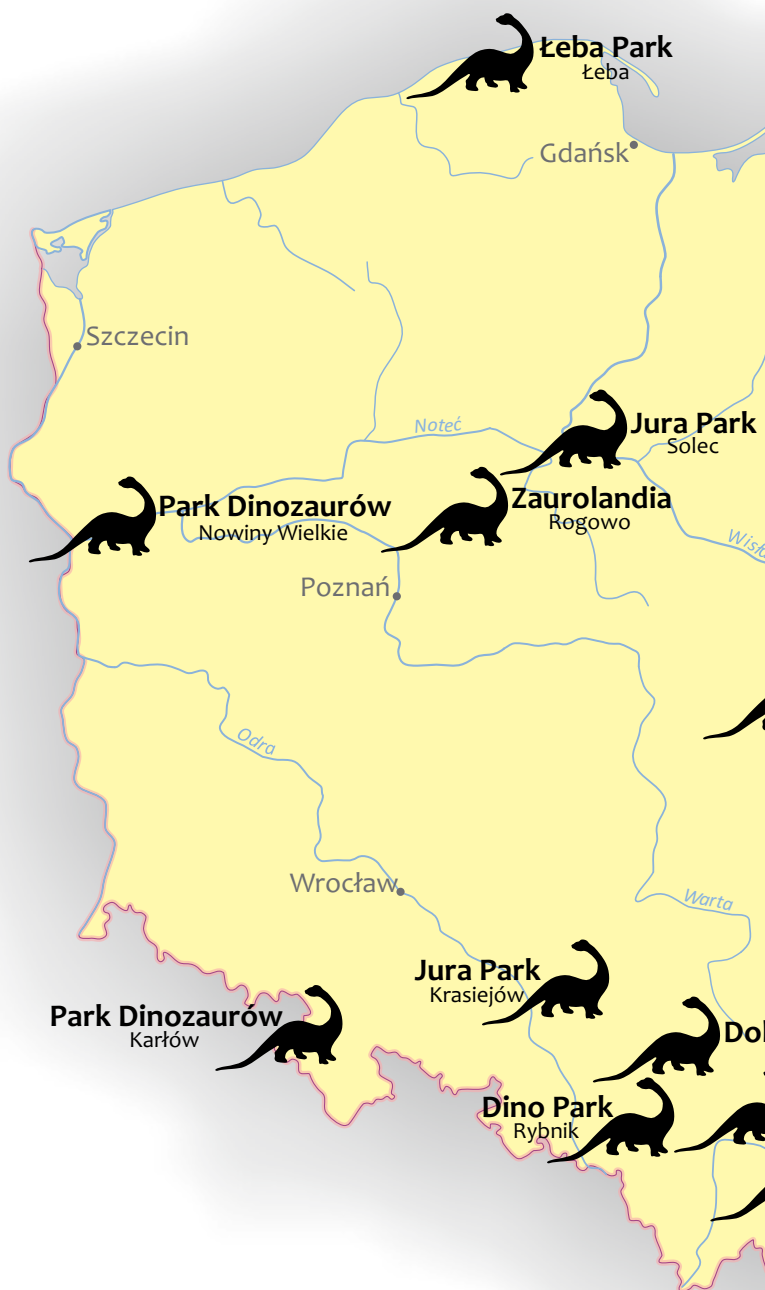 Łeba Park
Łeba
Gdańsk
Szczecin
Noteć
Jura Park
Solec
Park Dinozaurów
Nowiny Wielkie
Zaurolandia
Rogowo
Wisła
Poznań
Odra
Wrocław
Warta
Jura Park
Krasiejów
Park Dinozaurów
Karłów
Dino Park
Rybnik